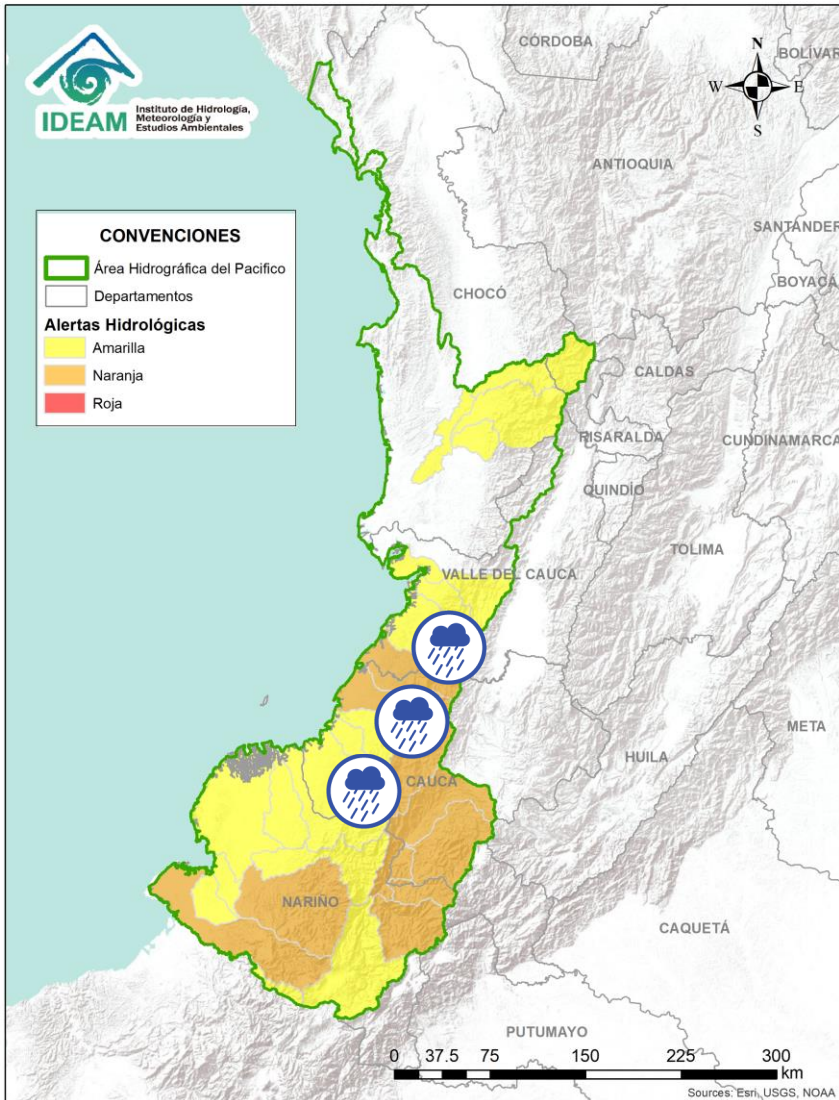 IDEAM
Instituto de Hidrología,
Meteorología y
Estudios Ambientales
N
W E
S
CONVENCIONES
Área Hidrográfica del Pacifico
Departamentos
Alertas Hidrológicas
Amarilla
Naranja
Roja
CÓRDOBA
BOLÍVAR
ANTIOQUIA
SANTANDER
BOYACÁ
CHOCÓ
CALDAS
RISARALDA
CUNDINAMARCA
QUINDÍO
TOLIMA
VALLE DEL CAUCA
META
HUILA
CAUCA
NARIÑO
CAQUETÁ
PUTUMAYO
0 37.5 75 150 225 300
km
Sources: Esri, USGS, NOAA